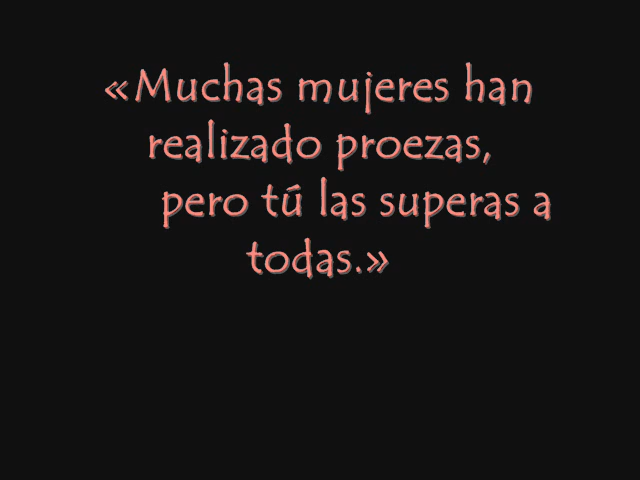 «Muchas mujeres han
realizado proezas,
pero tú las superas a
todas.»